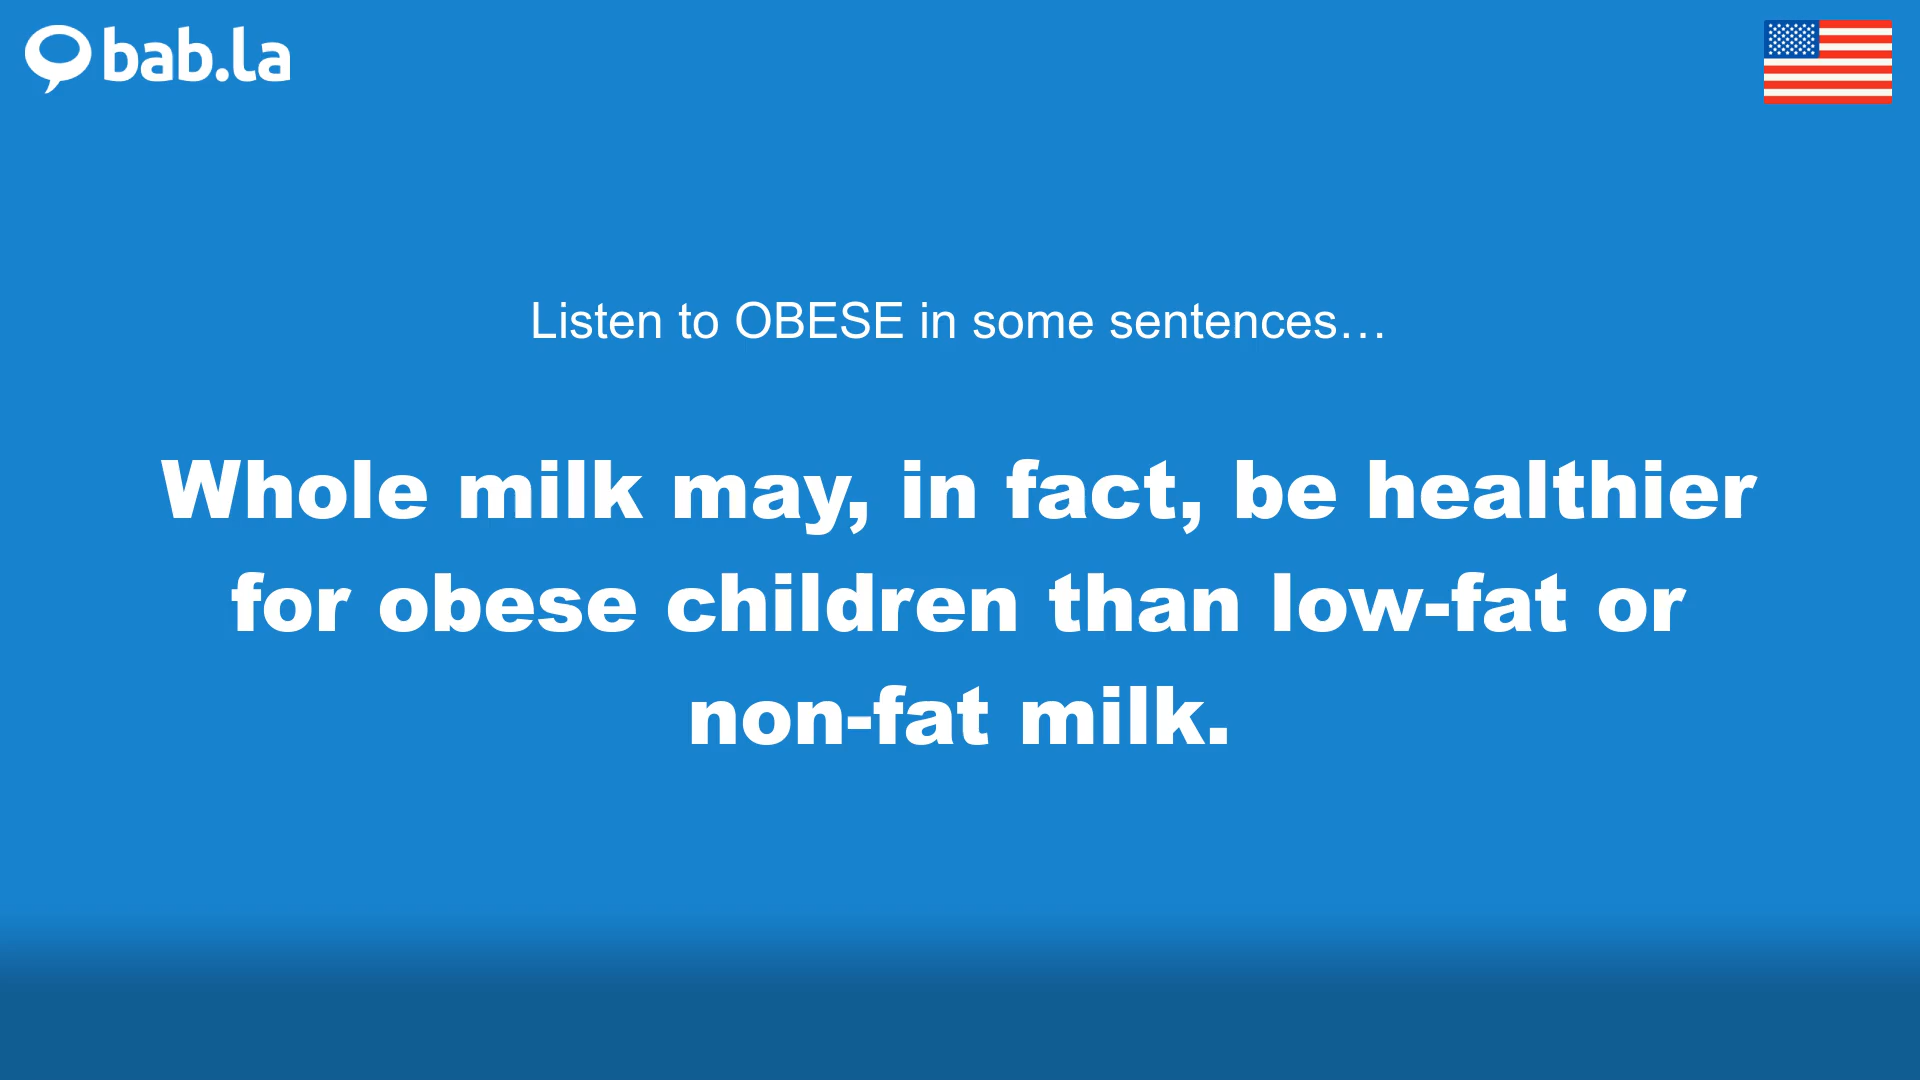 bab.la
Listen to OBESE in some sentences…
Whole milk may, in fact, be healthier
for obese children than low-fat or
non-fat milk.